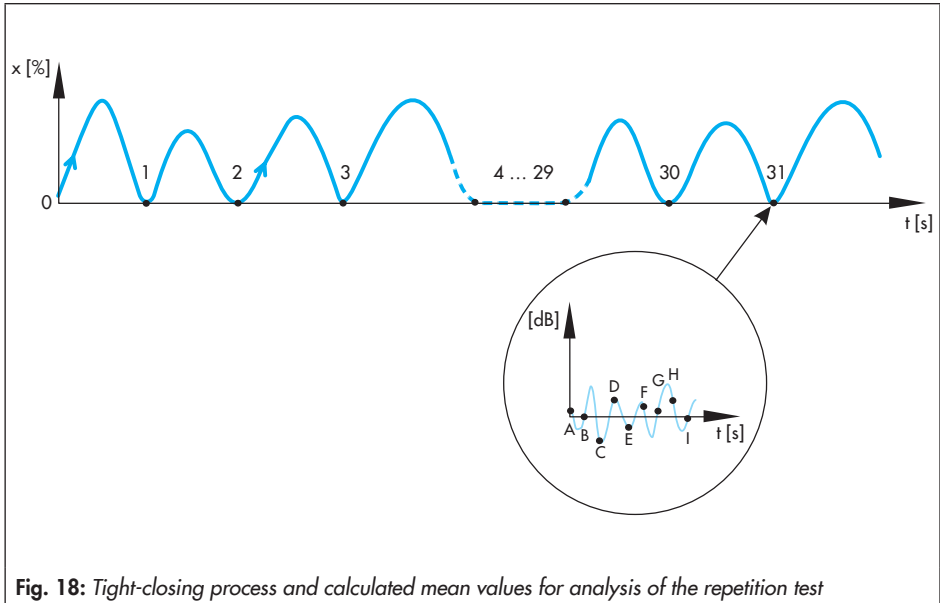 x [%]
1 2 3 4 ... 29 30 31
0
t [s]
[dB]
D F G H
A B C E I
t [s]
Fig. 18: Tight-closing process and calculated mean values for analysis of the repetition test